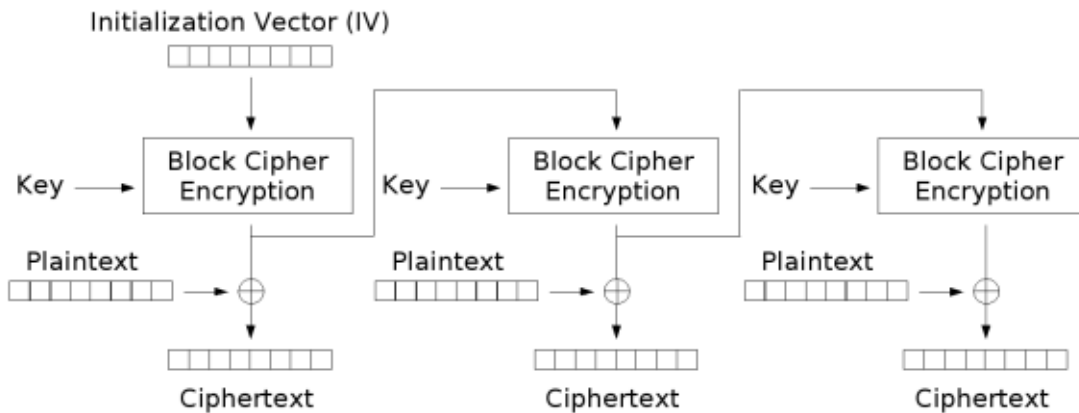 Initialization Vector (IV)
Block Cipher
Encryption
Key
Plaintext
Ciphertext
Block Cipher
Encryption
Key
Plaintext
Ciphertext
Block Cipher
Encryption
Key
Plaintext
Ciphertext